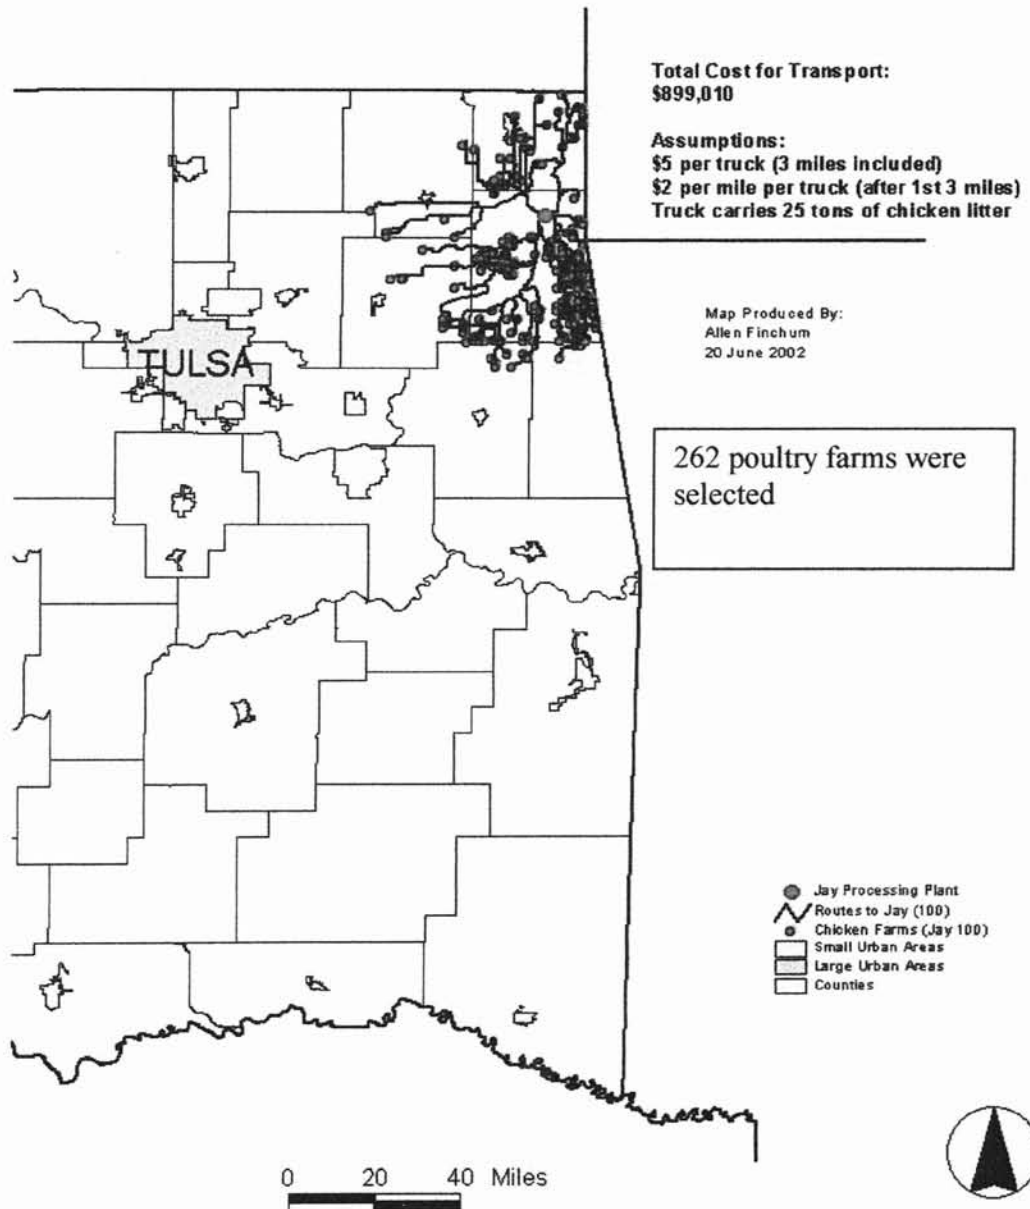 Total Cost for Transport:
$899,010
Assumptions:
$5 per truck (3 miles included)
$2 per mile per truck (after 1st 3 miles)
Truck carries 25 tons of chicken litter
Map Produced By:
Allen Finchum
20 June 2002
TULSA
262 poultry farms were
selected
Jay Processing Plant
Routes to Jay (100)
Chicken Farms (Jay 100)
Small Urban Areas
Large Urban Areas
Counties
0 20 40 Miles